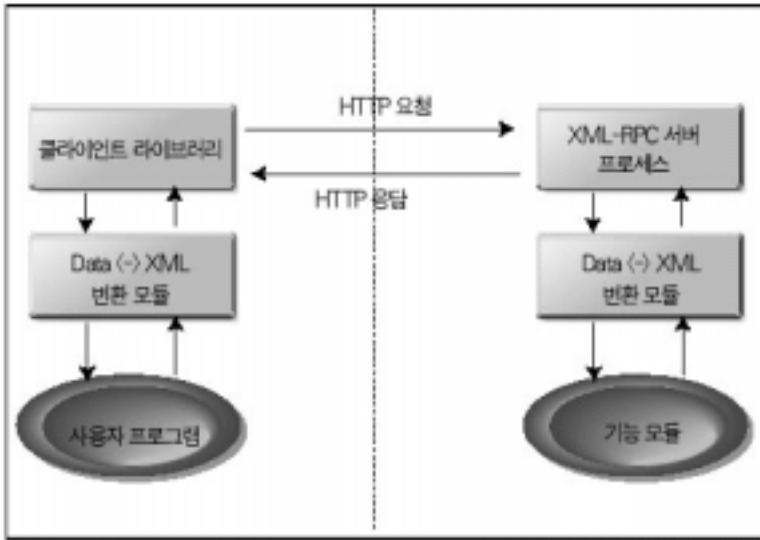 HTTP 요청
클라이언트 라이브러리
XML-RPC 서버
프로세스
HTTP 응답
Data <-> XML
변환 모듈
Data <-> XML
변환 모듈
사용자 프로그램
기능 모듈